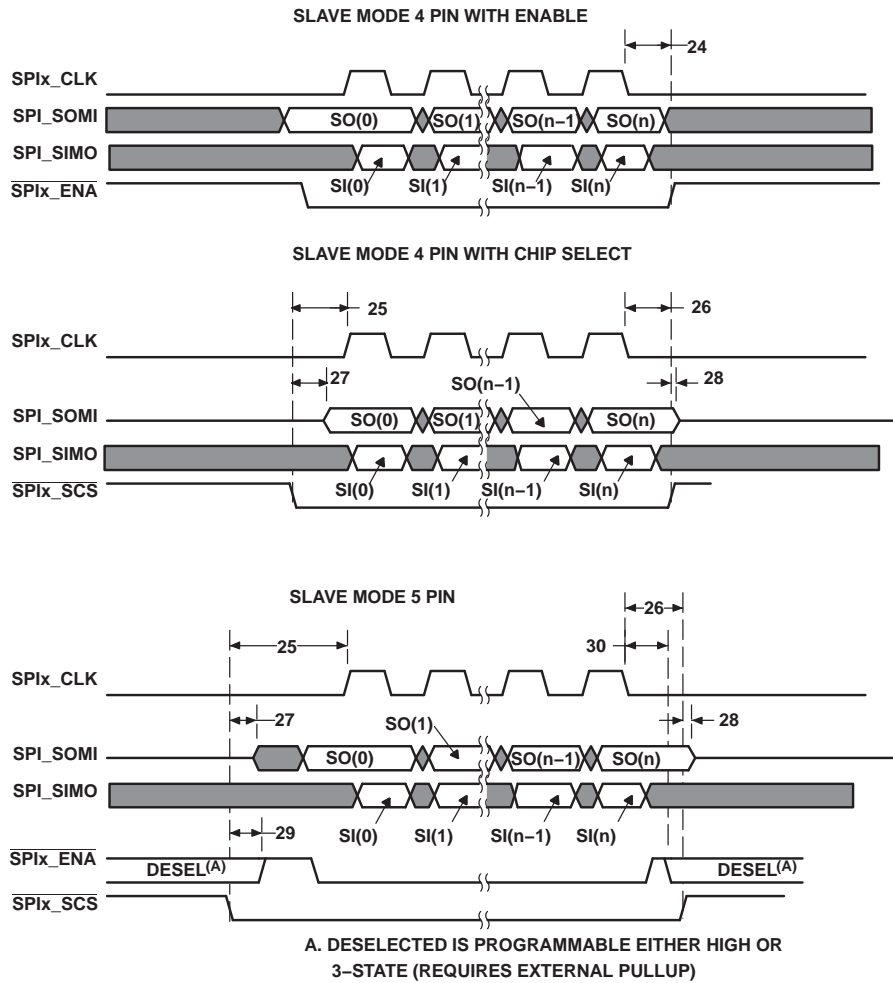 SLAVE MODE 4 PIN WITH ENABLE
24
SPIx_CLK
SPI_SOMI
SO(0)
SO(1)
SO(n−1)
SO(n)
SPI_SIMO
SPIx_ENA
SI(0)
SI(1)
SI(n−1)
SI(n)
SLAVE MODE 4 PIN WITH CHIP SELECT
25
26
SPIx_CLK
27
SO(n−1)
28
SPI_SOMI
SO(0)
SO(1)
SO(n)
SPI_SIMO
SPIx_SCS
SI(0)
SI(1)
SI(n−1)
SI(n)
SLAVE MODE 5 PIN
26
25
30
SPIx_CLK
27
SO(1)
28
SPI_SOMI
SO(0)
SO(n−1)
SO(n)
SPI_SIMO
29
SI(0)
SI(1)
SI(n−1)
SI(n)
SPIx_ENA
DESEL(A)
DESEL(A)
SPIx_SCS
A. DESELECTED IS PROGRAMMABLE EITHER HIGH OR
3−STATE (REQUIRES EXTERNAL PULLUP)